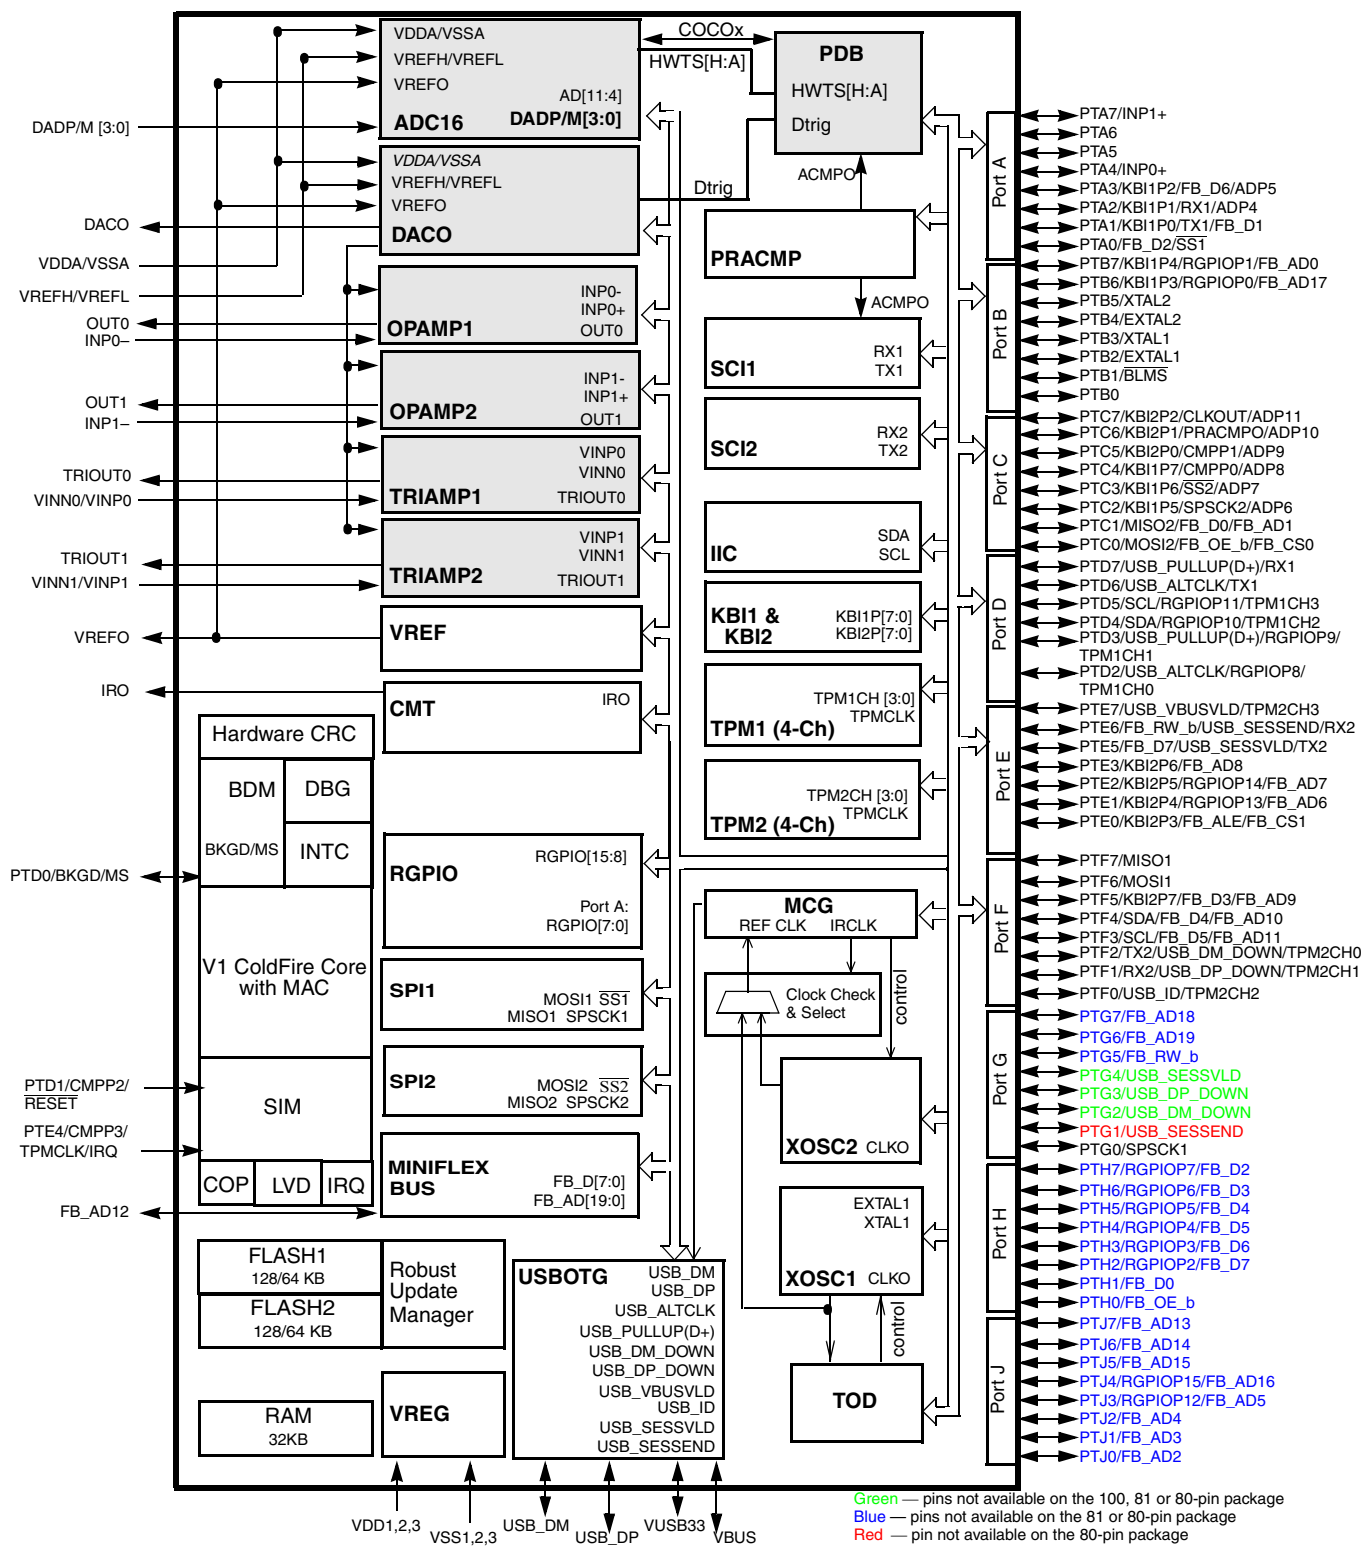 DADP/M [3:0]
DACO
VDDA/VSSA
VREFH/VREFL
OUT0
INP0–
OUT1
INP1–
TRIOUT0
VINN0/VINP0
TRIOUT1
VINN1/VINP1
VREFO
IRO
PTD0/BKGD/MS
PTD1/CMPP2/
RESET
PTE4/CMPP3/
TPMCLK/IRQ
FB_AD12
VDDA/VSSA
VREFH/VREFL
VREFO
AD[11:4]
ADC16 DADP/M[3:0]
VDDA/VSSA
VREFH/VREFL
VREFO
DACO
INP0-
INP0+
OPAMP1 OUT0
INP1-
INP1+
OPAMP2 OUT1
VINP0
VINN0
TRIAMP1 TRIOUT0
VINP1
VINN1
TRIAMP2 TRIOUT1
VREF
CMT IRO
Hardware CRC
BDM DBG
BKGD/MS INTC
V1 ColdFire Core
with MAC
SIM
COP LVD IRQ
RGPIO[15:8]
RGPIO
Port A:
RGPIO[7:0]
SPI1
MOSI1 SS1
MISO1 SPSCK1
SPI2
MOSI2 SS2
MISO2 SPSCK2
MINIFLEX
BUS
FB_D[7:0]
FB_AD[19:0]
FLASH1
128/64 KB
FLASH2
128/64 KB
Robust
Update
Manager
RAM
32KB
VREG
USBOTG
USB_DM
USB_DP
USB_ALTCLK
USB_PULLUP(D+)
USB_DM_DOWN
USB_DP_DOWN
USB_VBUSVLD
USB_ID
USB_SESSVLD
USB_SESSEND
VDD1,2,3
VSS1,2,3
USB_DM
USB_DP
VUSB33
VBUS
COCOx
HWTS[H:A]
PDB
HWTS[H:A]
Dtrig
Dtrig
ACMPO
PRACMP
ACMPO
RX1
SCI1 TX1
RX2
SCI2 TX2
SDA
IIC SCL
KBI1 & KBI1P[7:0]
KBI2 KBI2P[7:0]
TPM1CH [3:0]
TPMCLK
TPM1 (4-Ch)
TPM2CH [3:0]
TPMCLK
TPM2 (4-Ch)
MCG
REF CLK IRCLK
Clock Check
& Select
control
XOSC2 CLKO
EXTAL1
XTAL1
XOSC1 CLKO
control
TOD
Port A
PTA7/INP1+
PTA6
PTA5
PTA4/INP0+
PTA3/KBI1P2/FB_D6/ADP5
PTA2/KBI1P1/RX1/ADP4
PTA1/KBI1P0/TX1/FB_D1
PTA0/FB_D2/SS1
Port B
PTB7/KBI1P4/RGPIOP1/FB_AD0
PTB6/KBI1P3/RGPIOP0/FB_AD17
PTB5/XTAL2
PTB4/EXTAL2
PTB3/XTAL1
PTB2/EXTAL1
PTB1/BLMS
PTB0
Port C
PTC7/KBI2P2/CLKOUT/ADP11
PTC6/KBI2P1/PRACMPO/ADP10
PTC5/KBI2P0/CMPP1/ADP9
PTC4/KBI1P7/CMPP0/ADP8
PTC3/KBI1P6/SS2/ADP7
PTC2/KBI1P5/SPSCK2/ADP6
PTC1/MISO2/FB_D0/FB_AD1
PTC0/MOSI2/FB_OE_b/FB_CS0
Port D
PTD7/USB_PULLUP(D+)/RX1
PTD6/USB_ALTCLK/TX1
PTD5/SCL/RGPIOP11/TPM1CH3
PTD4/SDA/RGPIOP10/TPM1CH2
PTD3/USB_PULLUP(D+)/RGPIOP9/
TPM1CH1
PTD2/USB_ALTCLK/RGPIOP8/
TPM1CH0
Port E
PTE7/USB_VBUSVLD/TPM2CH3
PTE6/FB_RW_b/USB_SESSEND/RX2
PTE5/FB_D7/USB_SESSVLD/TX2
PTE3/KBI2P6/FB_AD8
PTE2/KBI2P5/RGPIOP14/FB_AD7
PTE1/KBI2P4/RGPIOP13/FB_AD6
PTE0/KBI2P3/FB_ALE/FB_CS1
Port F
PTF7/MISO1
PTF6/MOSI1
PTF5/KBI2P7/FB_D3/FB_AD9
PTF4/SDA/FB_D4/FB_AD10
PTF3/SCL/FB_D5/FB_AD11
PTF2/TX2/USB_DM_DOWN/TPM2CH0
PTF1/RX2/USB_DP_DOWN/TPM2CH1
PTF0/USB_ID/TPM2CH2
Port G
PTG7/FB_AD18
PTG6/FB_AD19
PTG5/FB_RW_b
PTG4/USB_SESSVLD
PTG3/USB_DP_DOWN
PTG2/USB_DM_DOWN
PTG1/USB_SESSEND
PTG0/SPSCK1
Port H
PTH7/RGPIOP7/FB_D2
PTH6/RGPIOP6/FB_D3
PTH5/RGPIOP5/FB_D4
PTH4/RGPIOP4/FB_D5
PTH3/RGPIOP3/FB_D6
PTH2/RGPIOP2/FB_D7
PTH1/FB_D0
PTH0/FB_OE_b
Port J
PTJ7/FB_AD13
PTJ6/FB_AD14
PTJ5/FB_AD15
PTJ4/RGPIOP15/FB_AD16
PTJ3/RGPIOP12/FB_AD5
PTJ2/FB_AD4
PTJ1/FB_AD3
PTJ0/FB_AD2
Green — pins not available on the 100, 81 or 80-pin package
Blue — pins not available on the 81 or 80-pin package
Red — pin not available on the 80-pin package